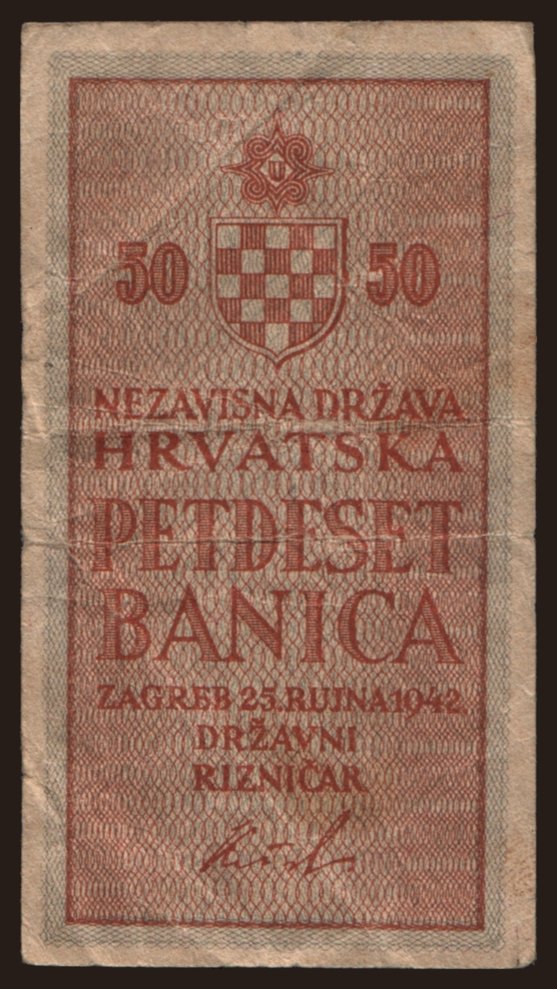 U
50 50
NEZAVISNA DRŽAVA
HRVATSKA
PETDESET
BANICA
ZAGREB 25. RUJNA 1942
DRŽAVNI
RIZNIČAR